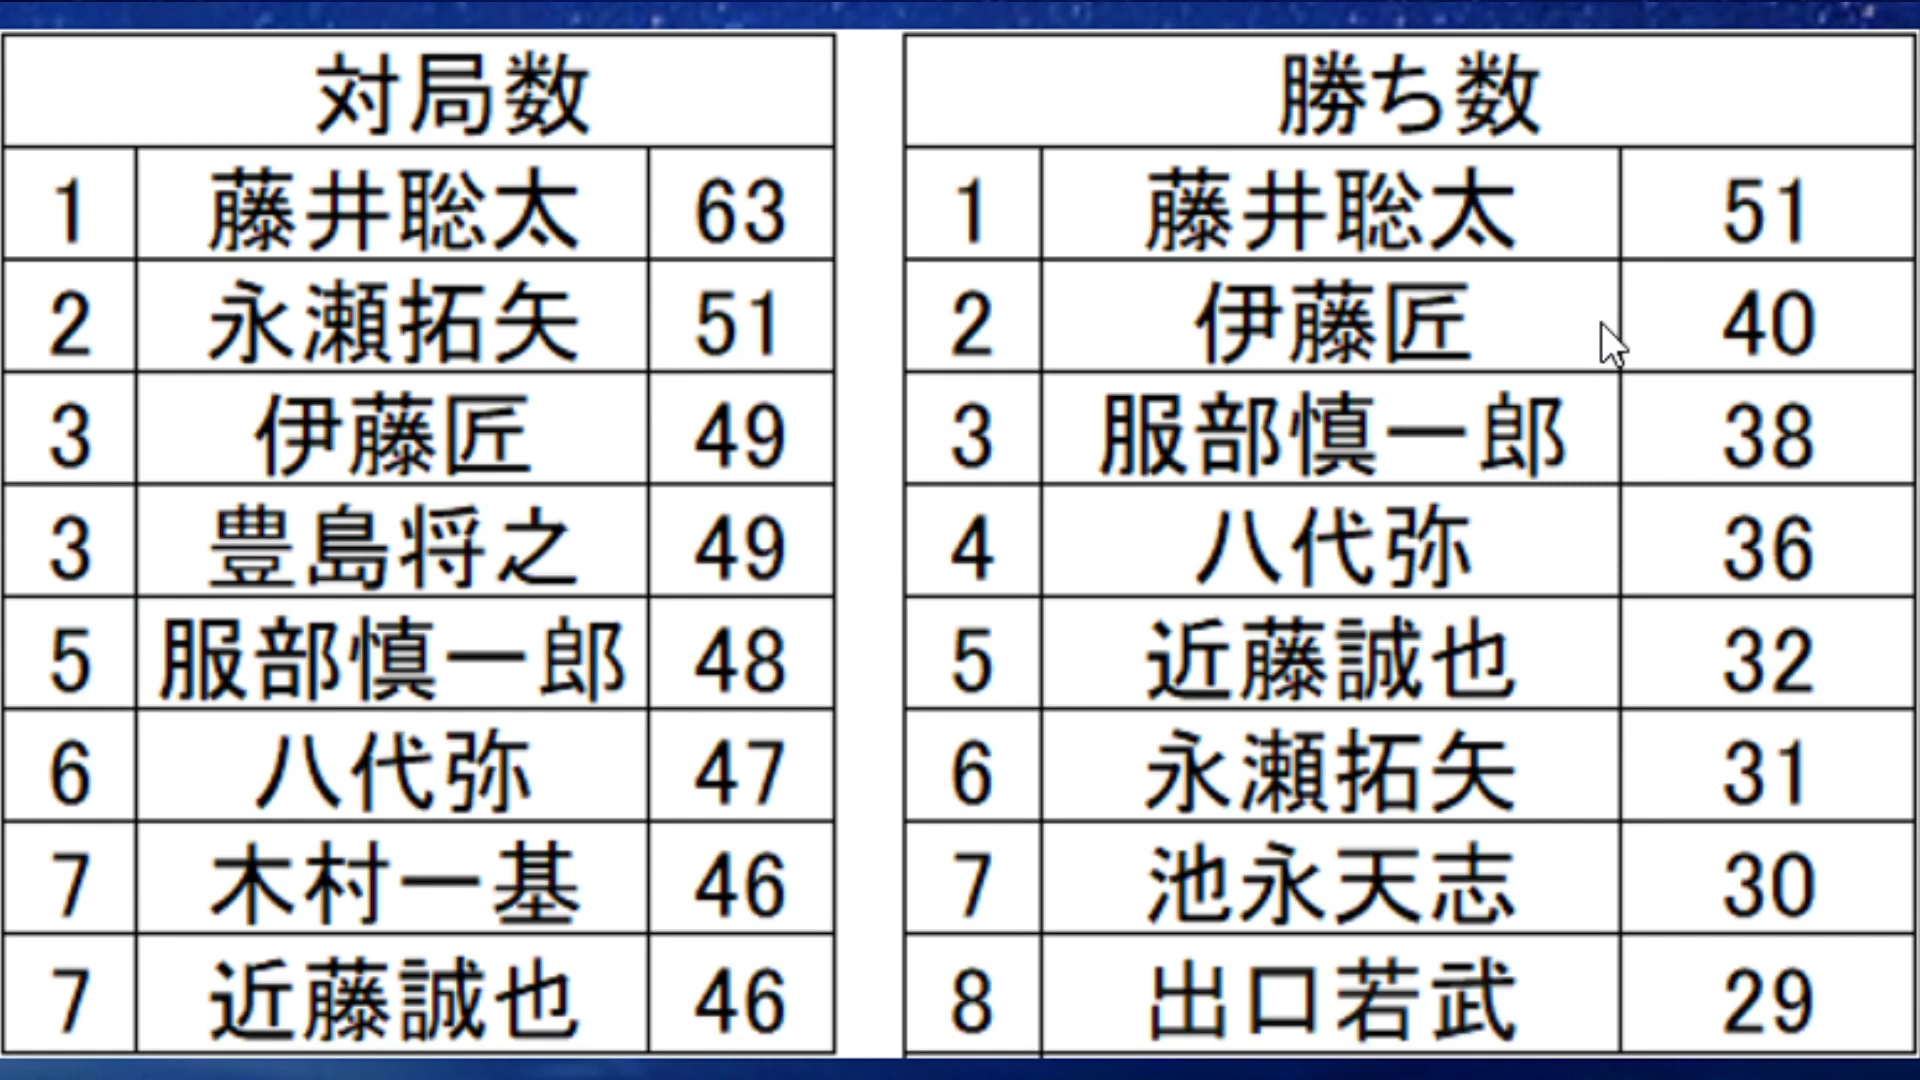 対局数
1 藤井聡太 63
2 永瀬拓矢 51
3 伊藤匠 49
3 豊島将之 49
5 服部慎一郎 48
6 八代弥 47
7 木村一基 46
7 近藤誠也 46
勝ち数
1 藤井聡太 51
2 伊藤匠 40
3 服部慎一郎 38
4 八代弥 36
5 近藤誠也 32
6 永瀬拓矢 31
7 池永天志 30
8 出口若武 29